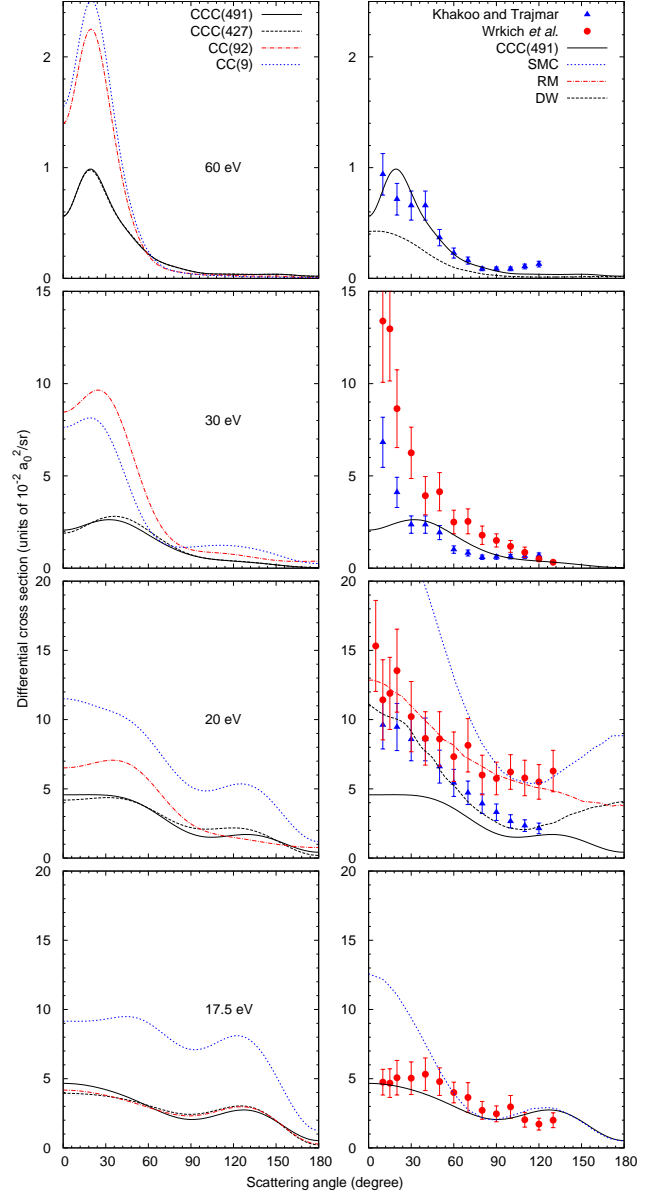 CCC(491)
CCC(427)
CC(92)
CC(9)
Khakoo and Trajmar
Wrkich et al.
CCC(491)
SMC
RM
DW
2
1
0
60 eV
15
10
5
0
30 eV
15
10
5
0
20
15
10
5
0
20 eV
20
15
10
5
0
20
15
10
5
0
17.5 eV
20
15
10
5
0
2
1
0
0 30 60 90 120 150 180
0 30 60 90 120 150 180
Scattering angle (degree)
Scattering angle (degree)
Differential cross section (units of 10-2 a02/sr)